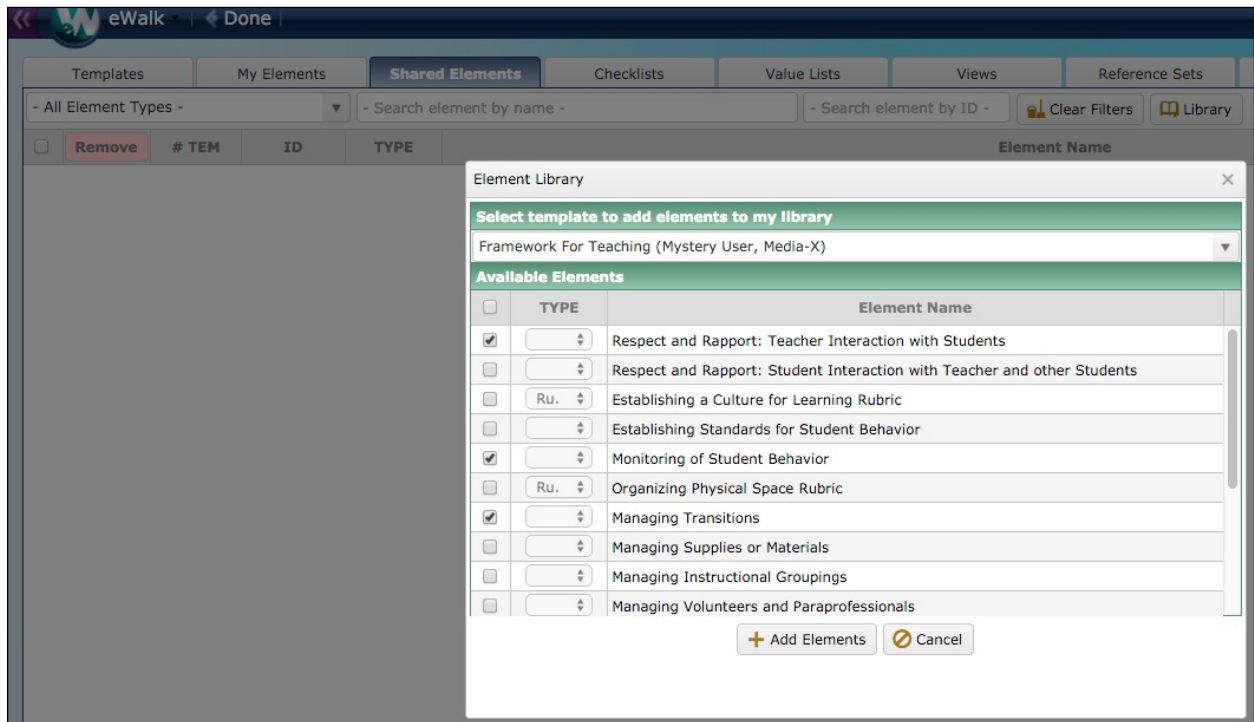 eWalk Done
Templates My Elements Shared Elements Checklists Value Lists Views Reference Sets
- All Element Types - - Search element by name - - Search element by ID - Clear Filters Library
Remove # TEM ID TYPE Element Name
Element Library
Select template to add elements to my library
Framework For Teaching (Mystery User, Media-X)
Available Elements
TYPE Element Name
Respect and Rapport: Teacher Interaction with Students
Respect and Rapport: Student Interaction with Teacher and other Students
Ru. Establishing a Culture for Learning Rubric
Establishing Standards for Student Behavior
Monitoring of Student Behavior
Ru. Organizing Physical Space Rubric
Managing Transitions
Managing Supplies or Materials
Managing Instructional Groupings
Managing Volunteers and Paraprofessionals
Add Elements Cancel